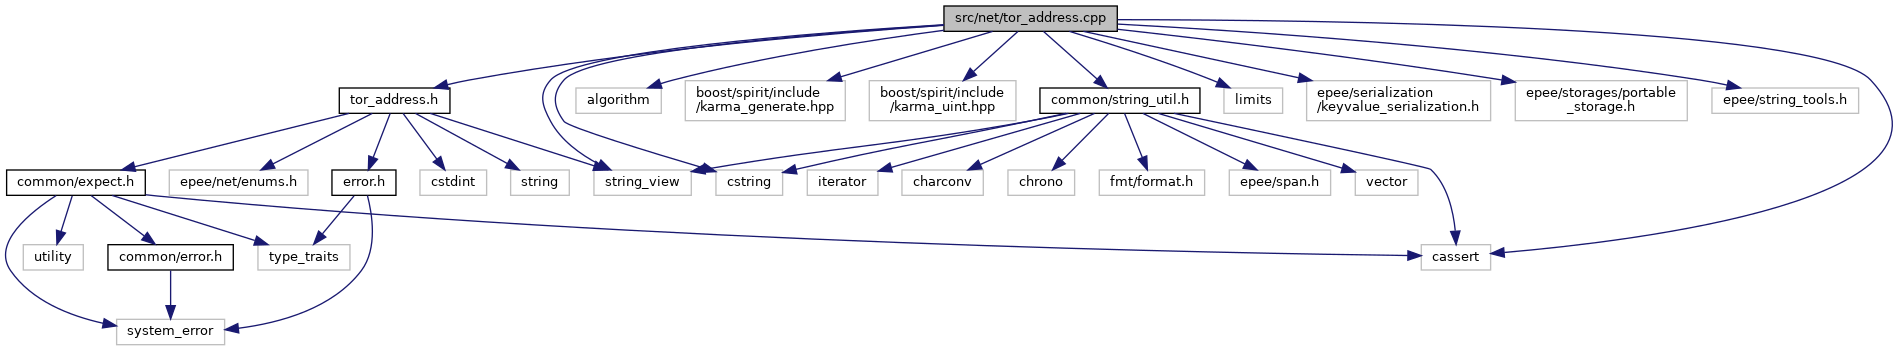 src/net/tor_address.cpp
tor_address.h
algorithm
boost/spirit/include
/karma_generate.hpp
boost/spirit/include
/karma_uint.hpp
common/string_util.h
limits
epee/serialization
/keyvalue_serialization.h
epee/storages/portable
_storage.h
epee/string_tools.h
common/expect.h
epee/net/enums.h
error.h
cstdint
string
string_view
cstring
iterator
charconv
chrono
fmt/format.h
epee/span.h
vector
utility
common/error.h
type_traits
cassert
system_error